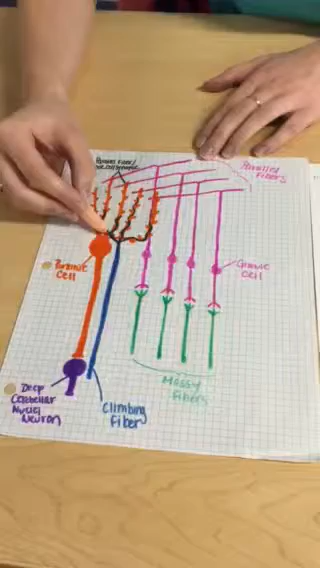 Parallel
Fibers
Purkinje
Cell
Granule
Cell
Mossy
Fibers
Deep
Cerebellar
Nuclei
Neuron
Climbing
Fiber